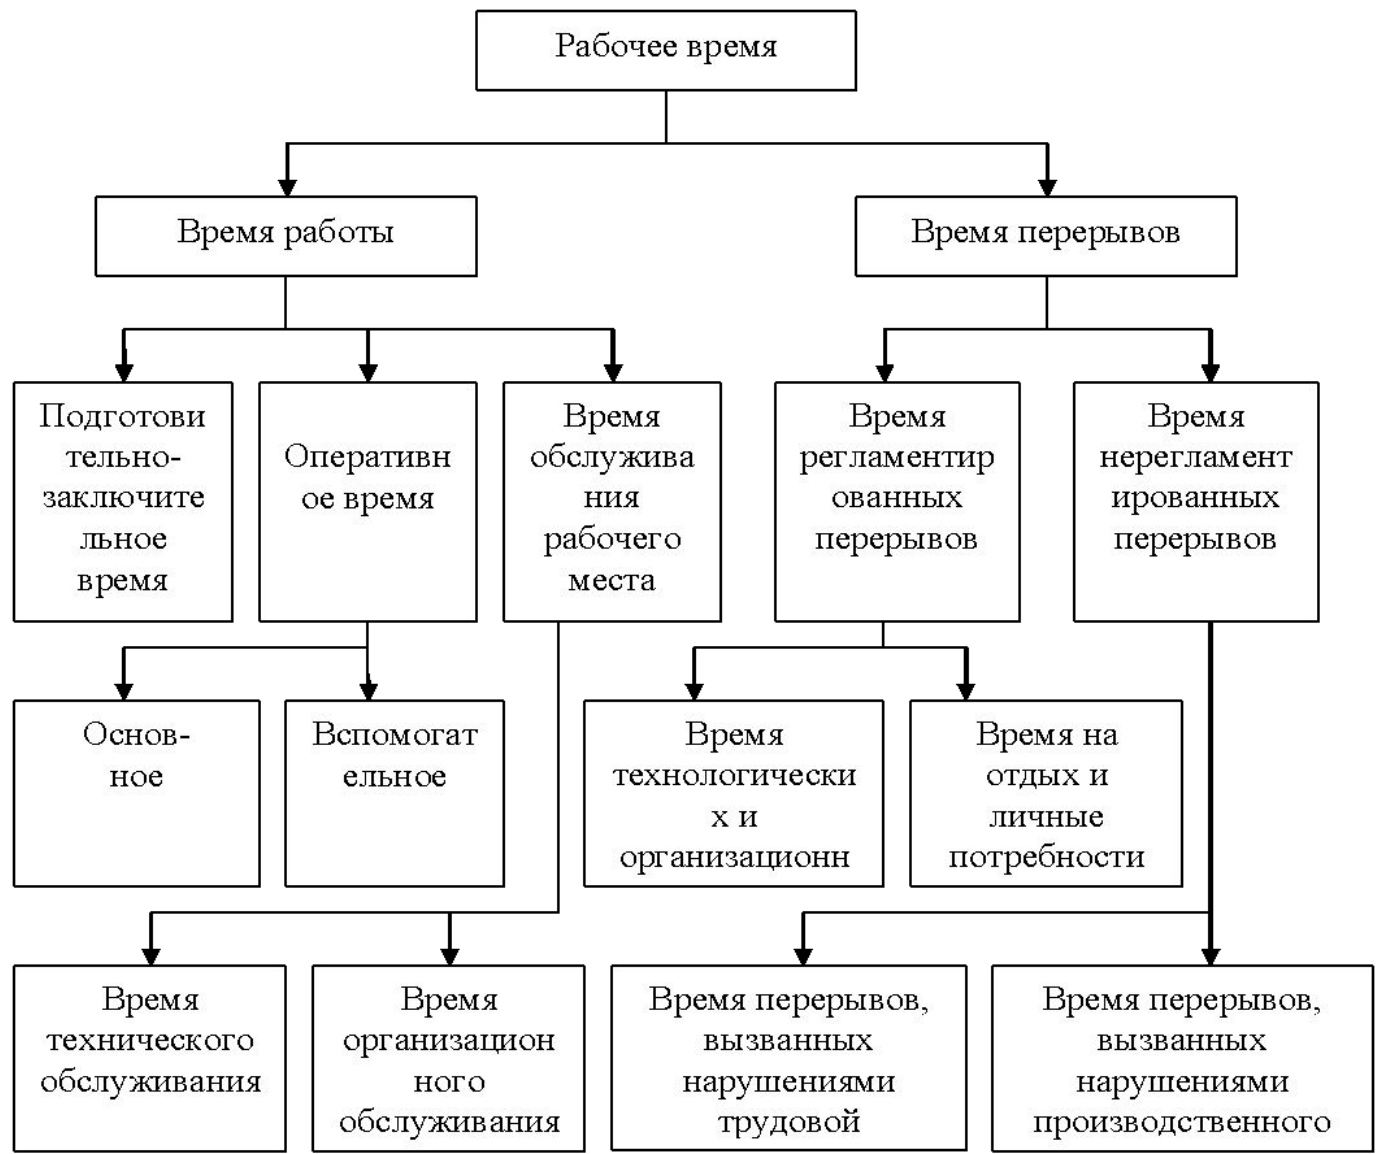 Рабочее время
Время работы
Время перерывов
Подготови
тельно-
заключите
льное
время
Оперативн
ое время
Время
обслужива
ния
рабочего
места
Время
регламентир
ованных
перерывов
Время
нерегламент
ированных
перерывов
Основ-
ное
Вспомогат
ельное
Время
технологически
х и
организационн
Время на
отдых и
личные
потребности
Время
технического
обслуживания
Время
организацион
ного
обслуживания
Время перерывов,
вызванных
нарушениями
трудовой
Время перерывов,
вызванных
нарушениями
производственного